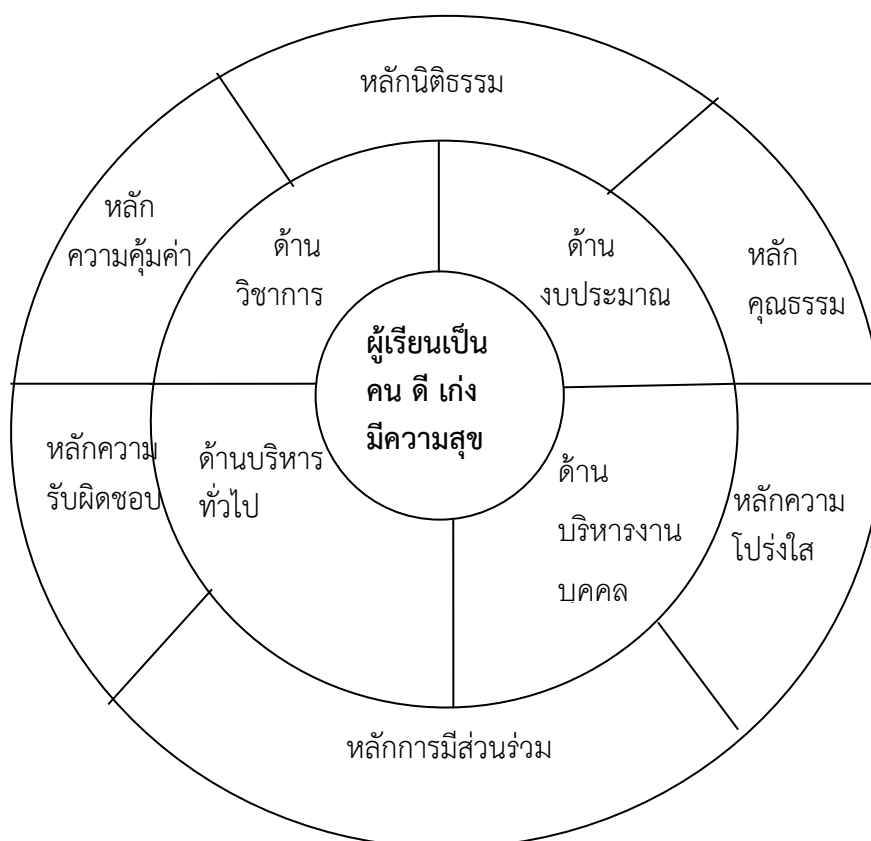 หลักนิติธรรม
หลัก
ความคุ้มค่า
ด้าน
วิชาการ
ด้าน
งบประมาณ
หลัก
คุณธรรม
ผู้เรียนเป็น
คน ดี เก่ง
มีความสุข
หลักความ
รับผิดชอบ
ด้านบริหาร
ทั่วไป
ด้าน
บริหารงาน
บุคคล
หลักความ
โปร่งใส
หลักการมีส่วนร่วม